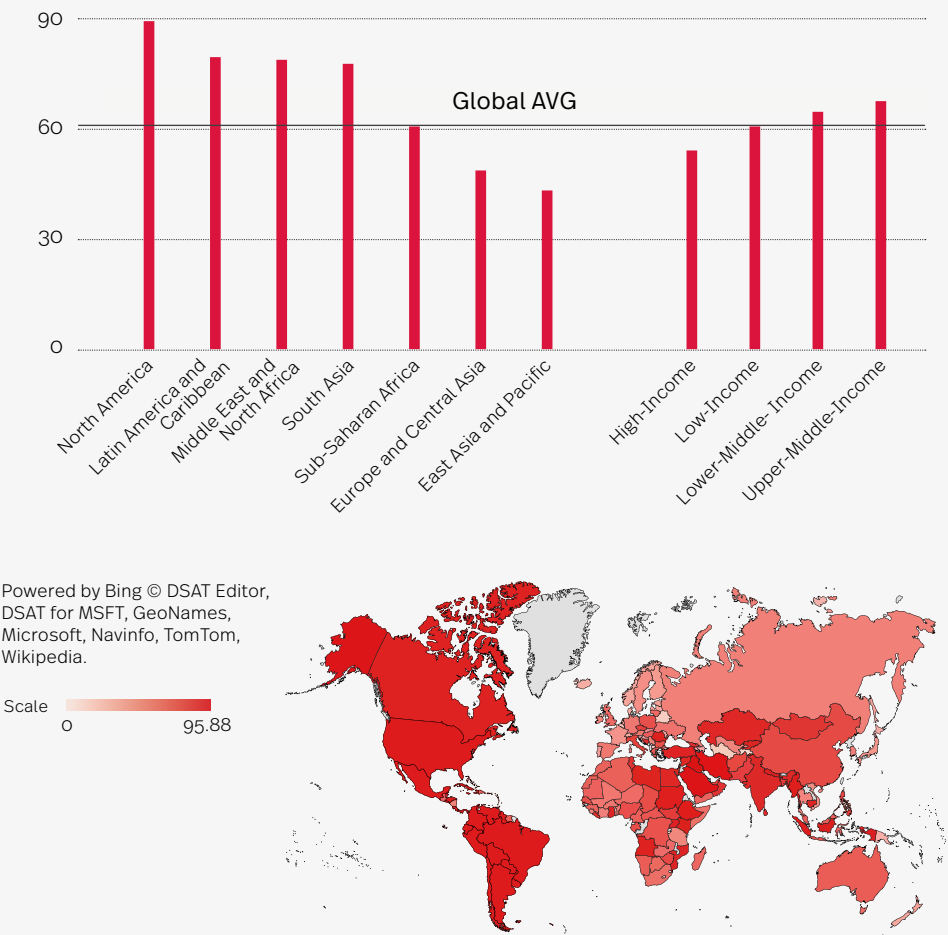 90
Global AVG
60
30
0
North America
Latin America and
Caribbean
Middle East and
North Africa
South Asia
Sub-Saharan Africa
Europe and Central Asia
East Asia and Pacific
High-Income
Low-Income
Lower-Middle- Income
Upper-Middle-Income
Powered by Bing © DSAT Editor,
DSAT for MSFT, GeoNames,
Microsoft, Navinfo, TomTom,
Wikipedia.
Scale
0
95.88